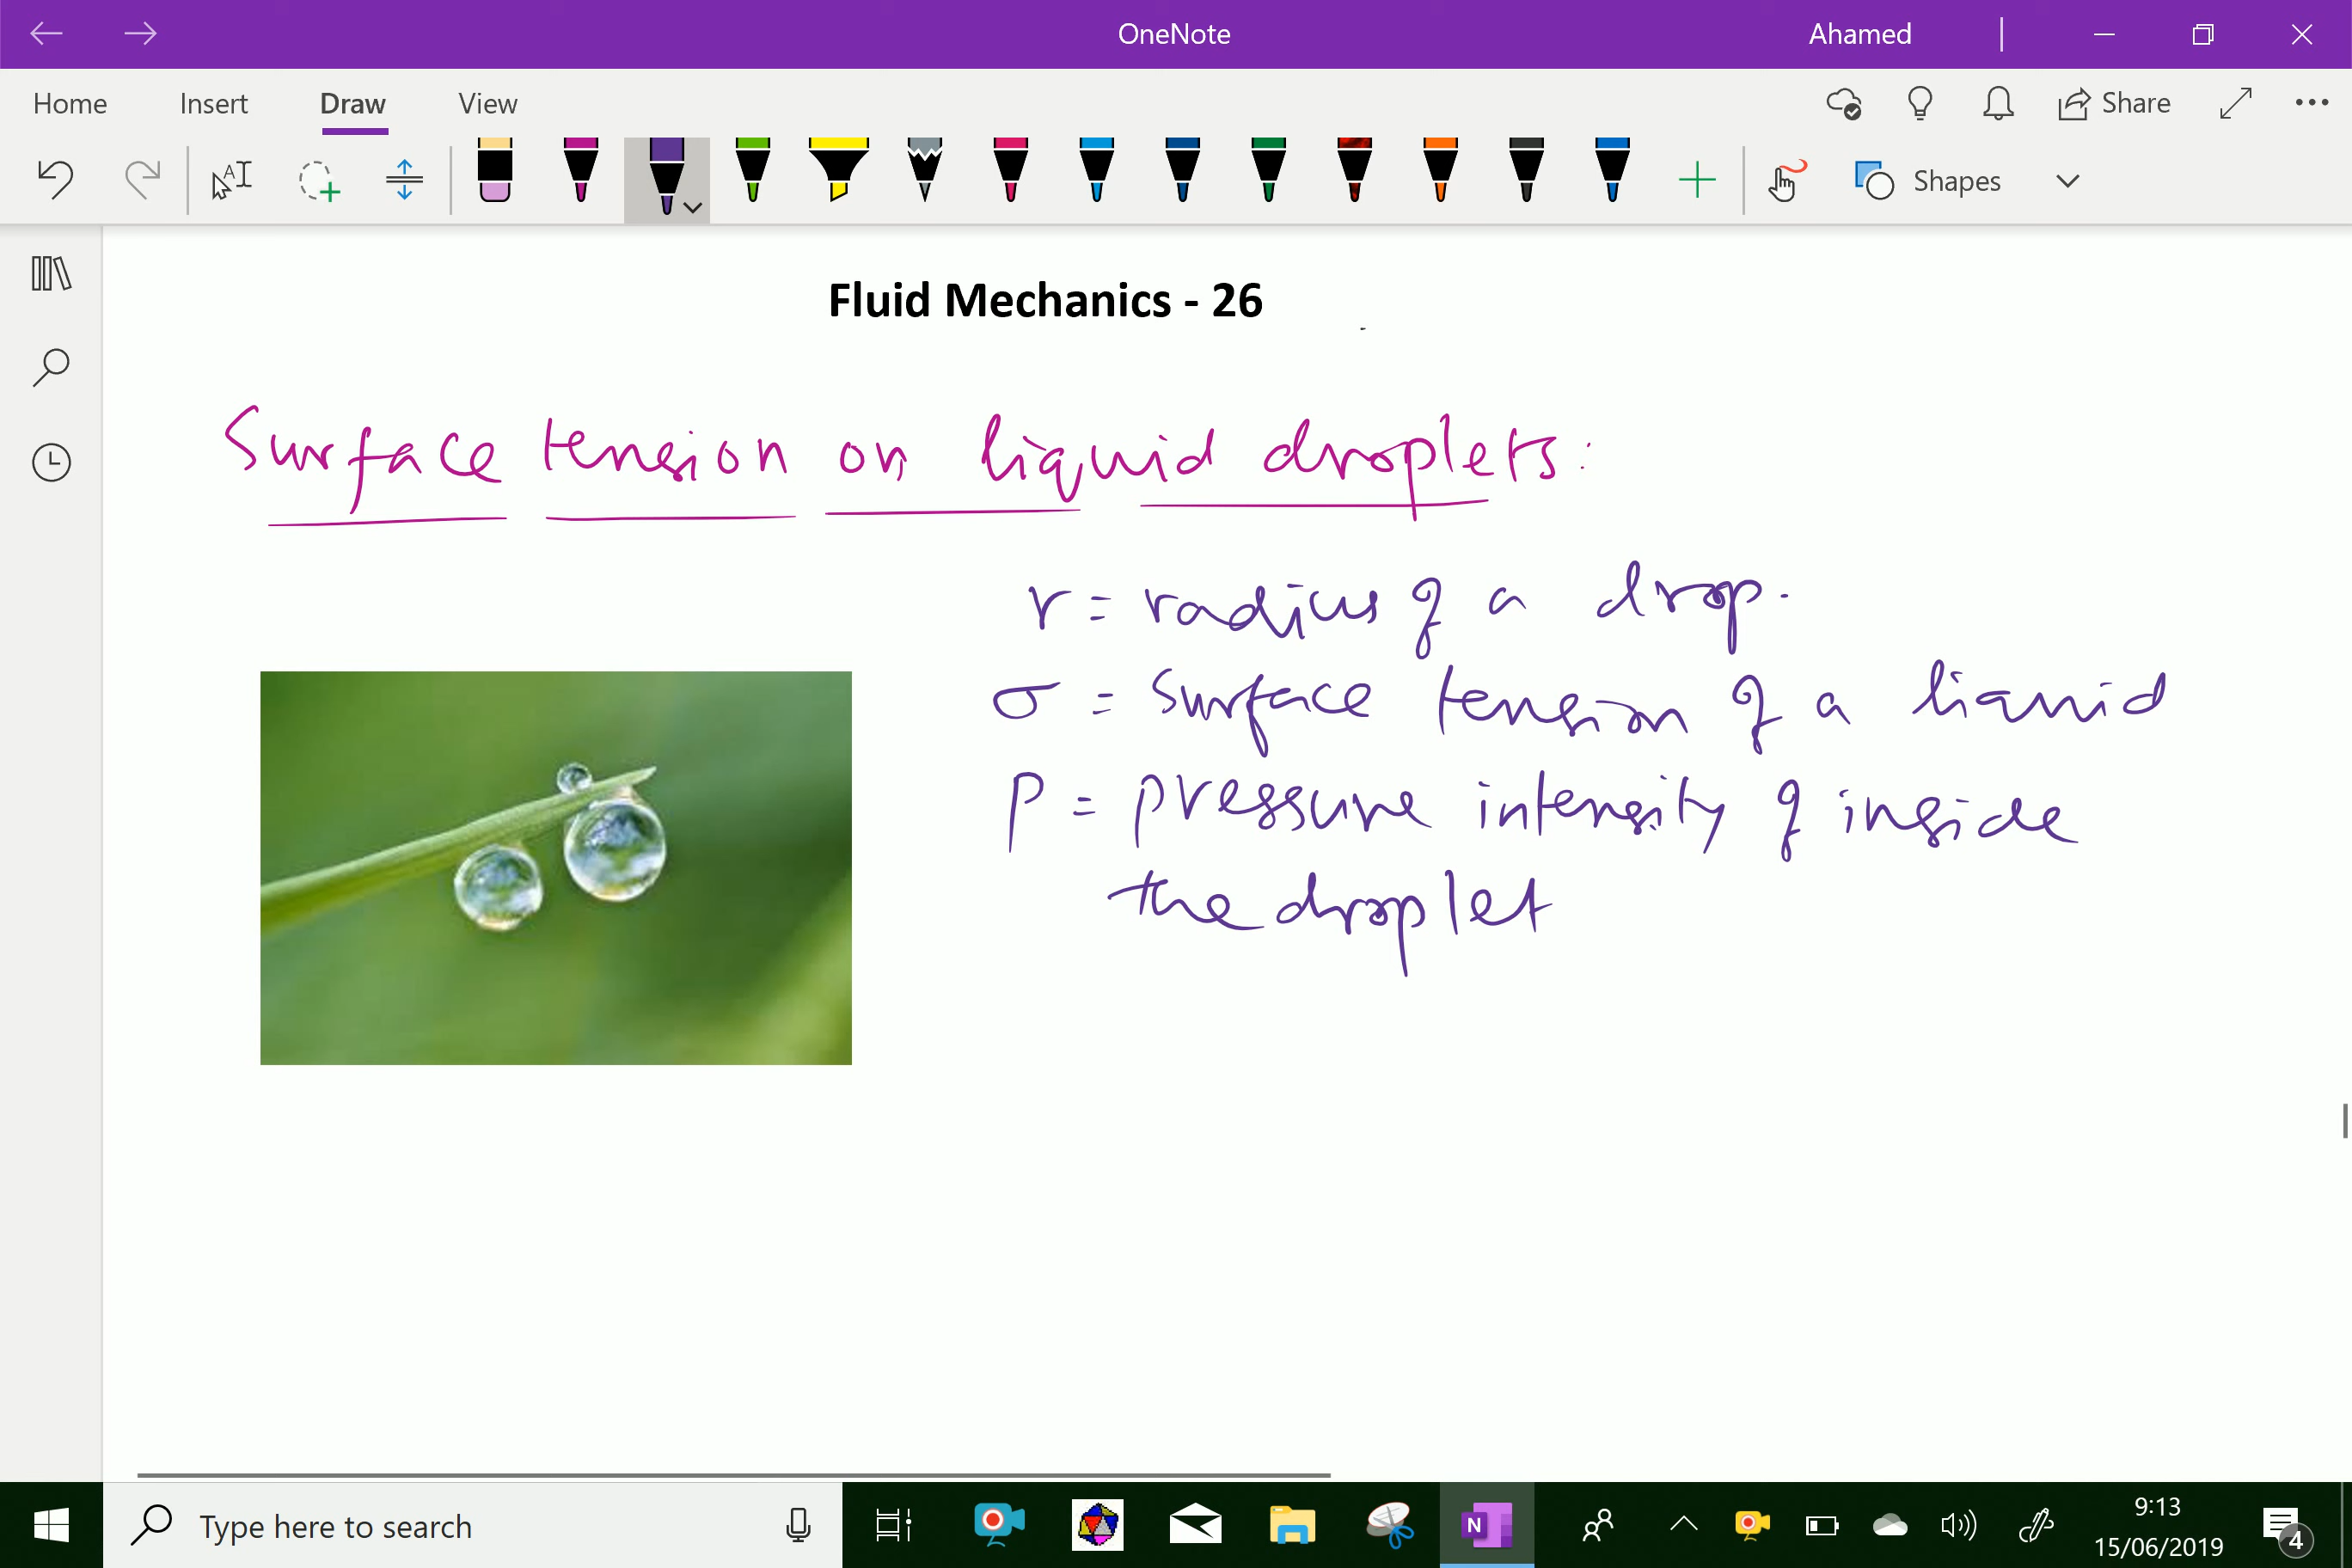 OneNote
Ahamed
Home Insert Draw View
Share
Shapes
Fluid Mechanics - 26
Surface tension on liquid droplets:
r = radius of a drop.
σ = Surface tension of a liquid
P = pressure intensity of inside
the droplet
Type here to search
N
9:13
15/06/2019
4